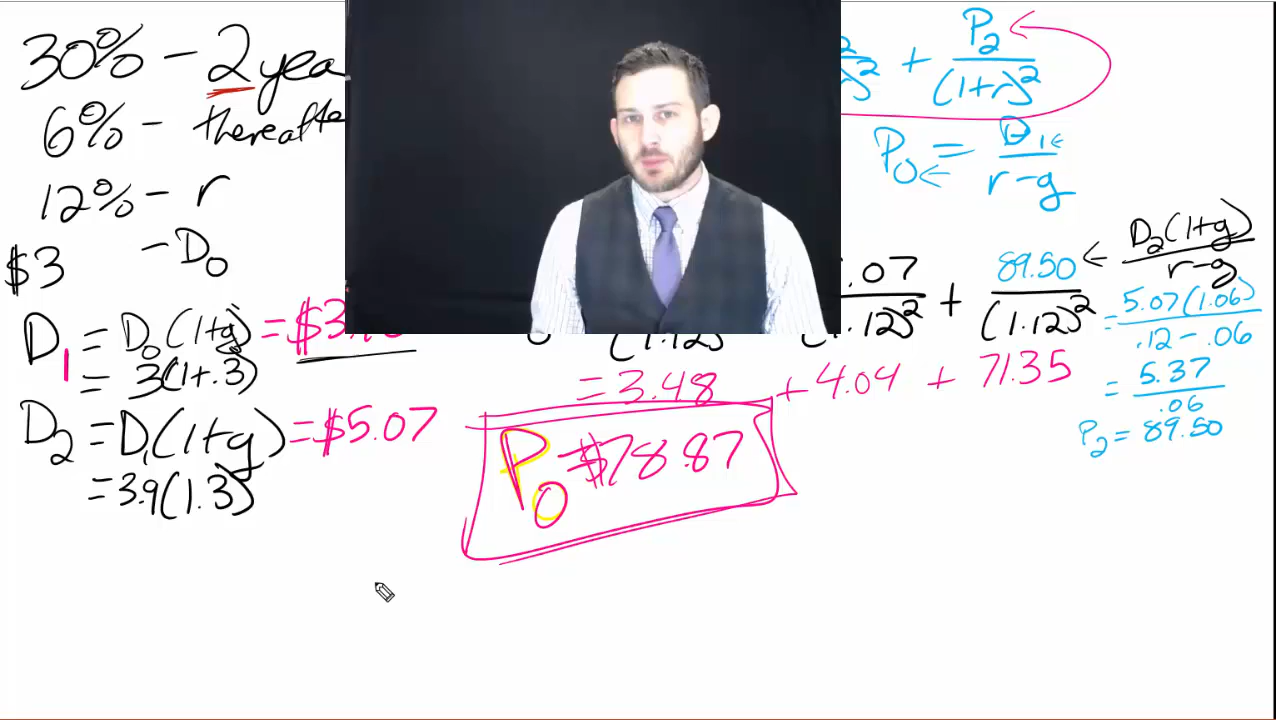 30% - 2 yea
6% - thereafte
12% - r
$3 - D₀
D₁ = D₀(1+g) = $3.
= 3(1+.3)
D₂ = D₁(1+g) = $5.07
= 3.9(1.3)
)² + P₂/(1+r)²
P₀ = D₁/(r-g)
.07/(1.12)² + 89.50/(1.12)² ← D₂(1+g)/(r-g)
= 5.07(1.06)/(.12-.06)
= 3.48 + 4.04 + 71.35
= 5.37/.06
P₂ = 89.50
P₀ = $78.87